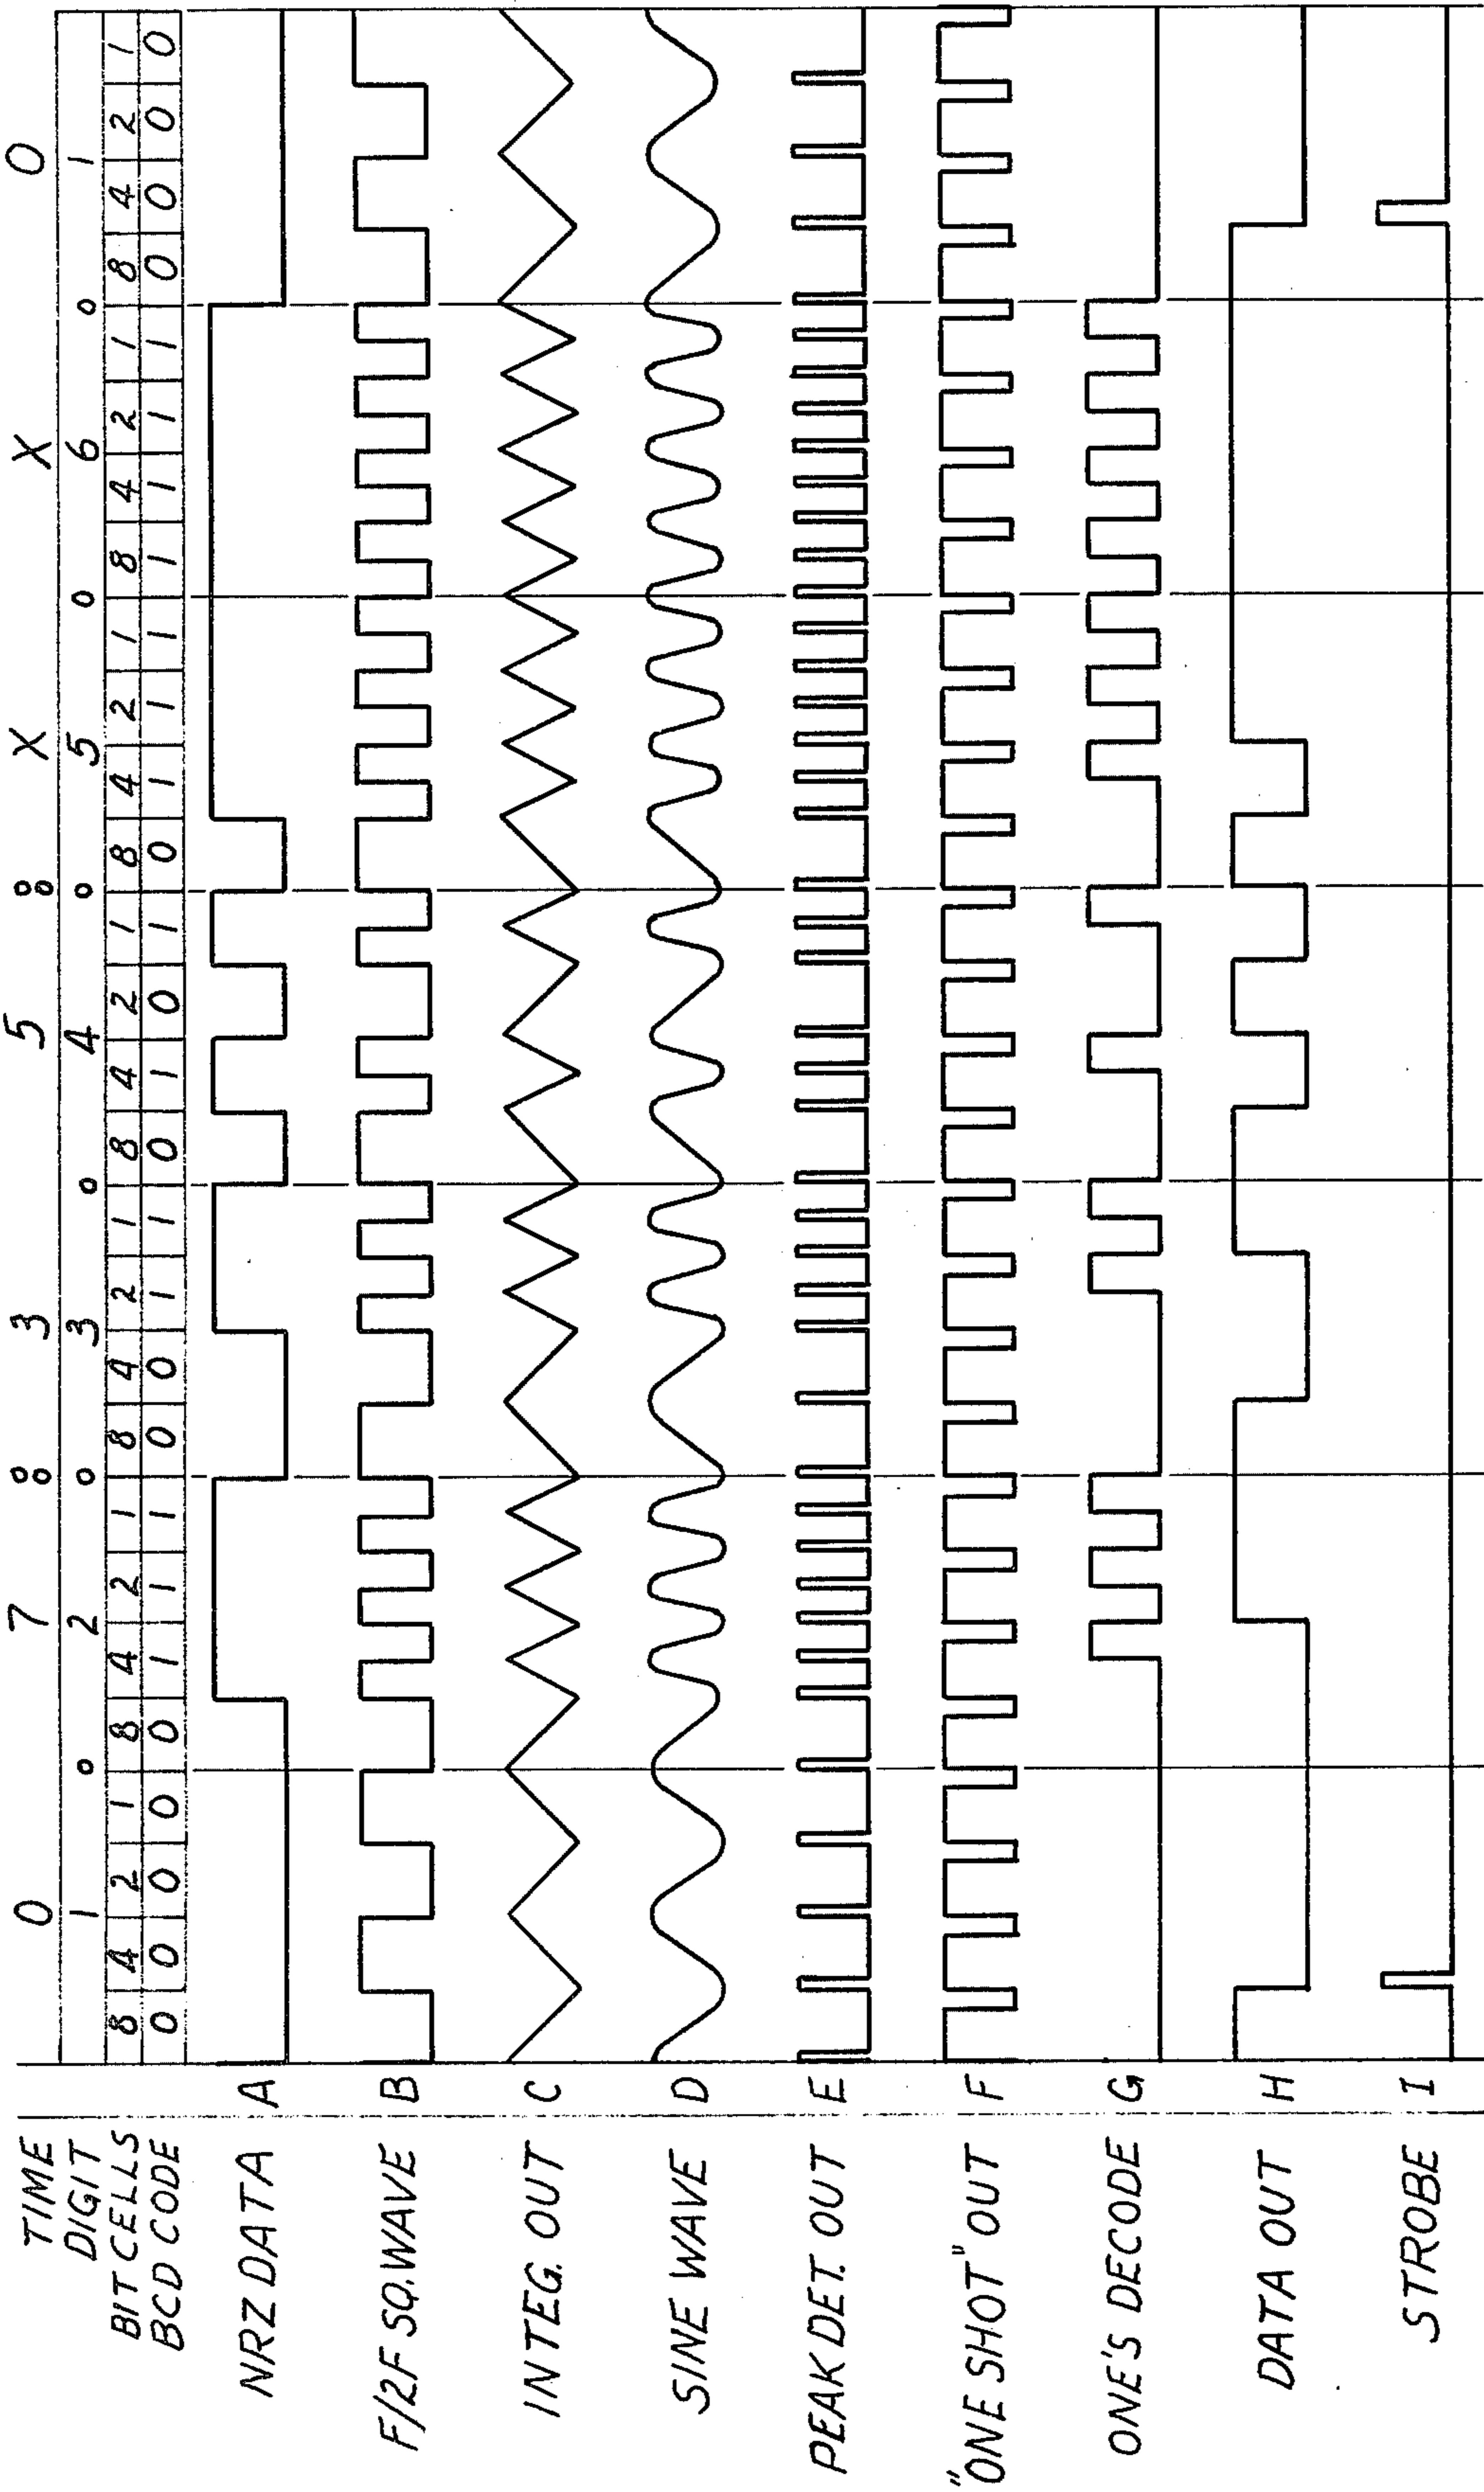 TIME 0 7 : 3 5 : X X 0
DIGIT 1 o 2 o 3 o 4 o 5 o 6 o 1
BIT CELLS 8 4 2 1 8 4 2 1 8 4 2 1 8 4 2 1 8 4 2 1 8 4 2 1 8 4 2 1
BCD CODE 0 0 0 0 0 1 1 1 0 0 1 1 0 1 0 1 0 1 1 1 1 1 1 1 0 0 0 0
NRZ DATA A
F/2F SQ.WAVE B
INTEG. OUT C
SINE WAVE D
PEAK DET. OUT E
"ONE SHOT" OUT F
ONE'S DECODE G
DATA OUT H
STROBE I